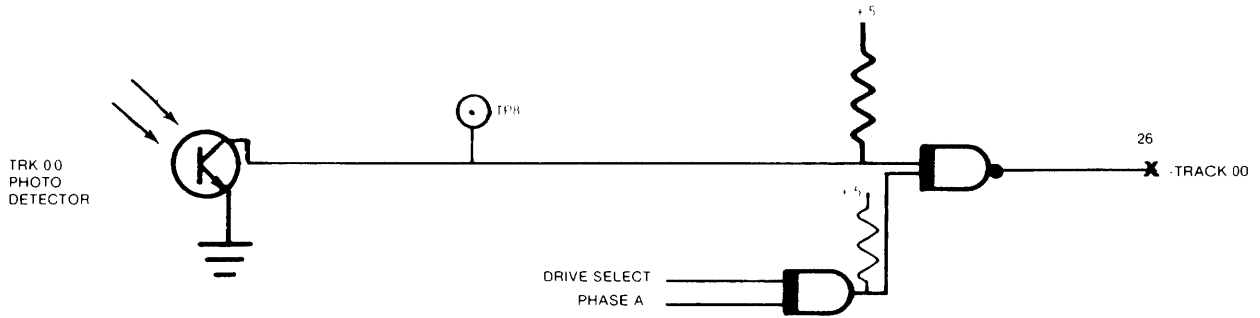 + 5
TP8
26
TRK 00
PHOTO
DETECTOR
-TRACK 00
+ 5
DRIVE SELECT
PHASE A